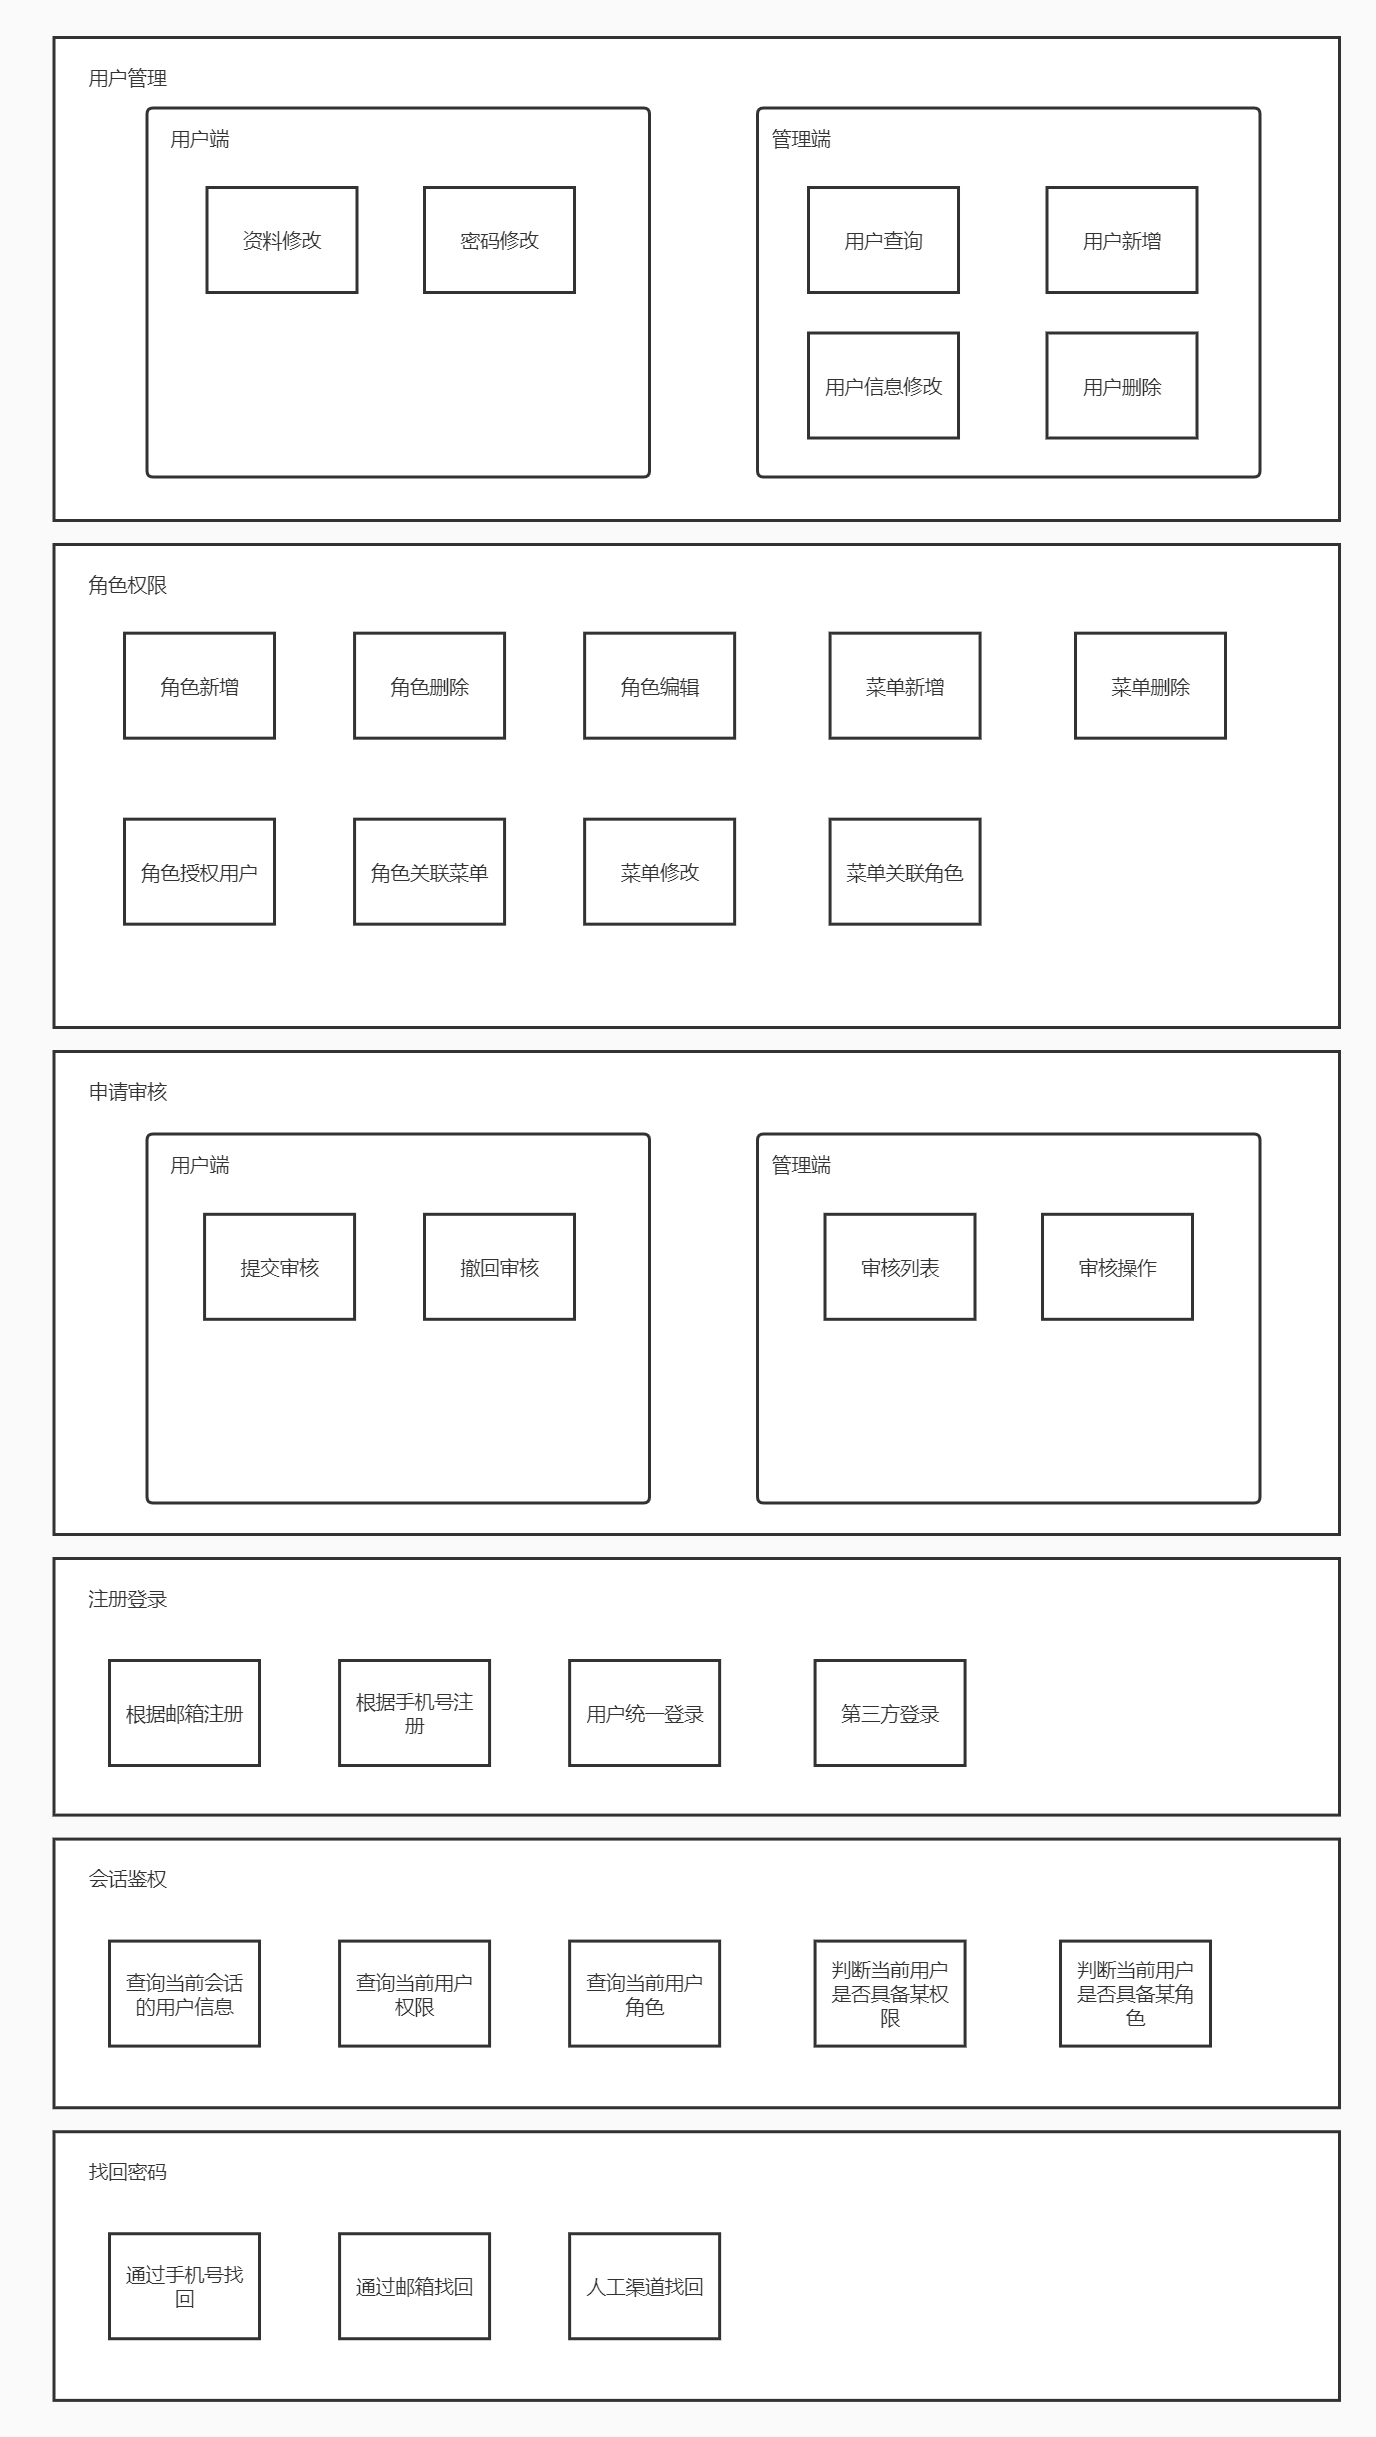 用户管理
用户端
资料修改
密码修改
管理端
用户查询
用户新增
用户信息修改
用户删除
角色权限
角色新增
角色删除
角色编辑
菜单新增
菜单删除
角色授权用户
角色关联菜单
菜单修改
菜单关联角色
申请审核
用户端
提交审核
撤回审核
管理端
审核列表
审核操作
注册登录
根据邮箱注册
根据手机号注
册
用户统一登录
第三方登录
会话鉴权
查询当前会话
的用户信息
查询当前用户
权限
查询当前用户
角色
判断当前用户
是否具备某权
限
判断当前用户
是否具备某角
色
找回密码
通过手机号找
回
通过邮箱找回
人工渠道找回